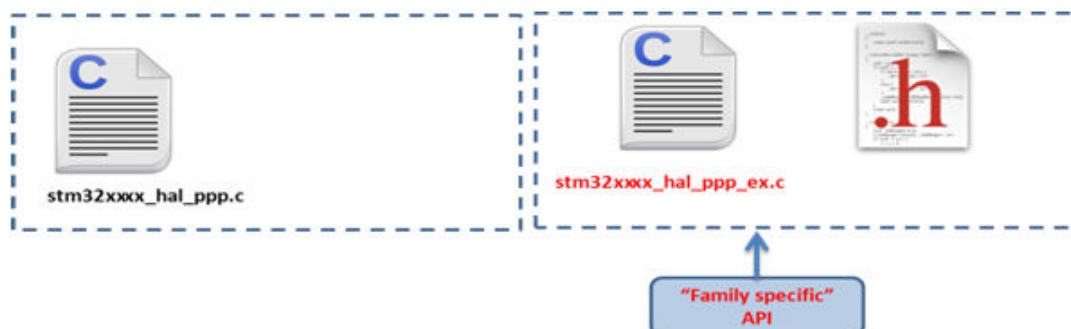 C
C
.h
stm32xxxx_hal_ppp.c
stm32xxxx_hal_ppp_ex.c
“Family specific”
API